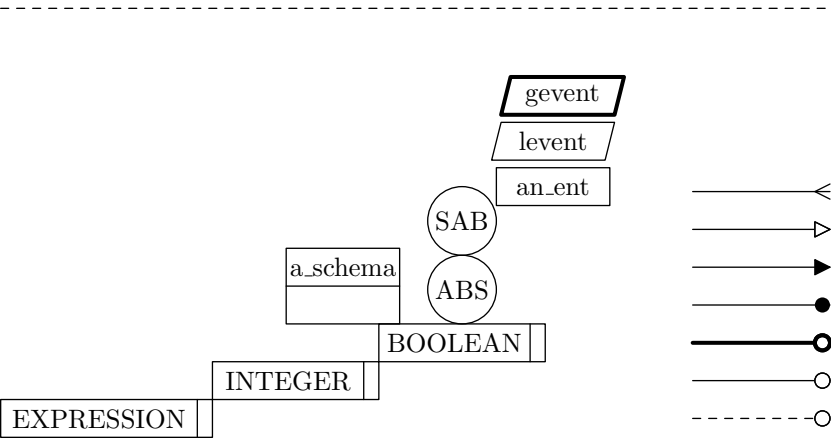 gevent
levent
an_ent
SAB
a_schema
ABS
BOOLEAN
INTEGER
EXPRESSION